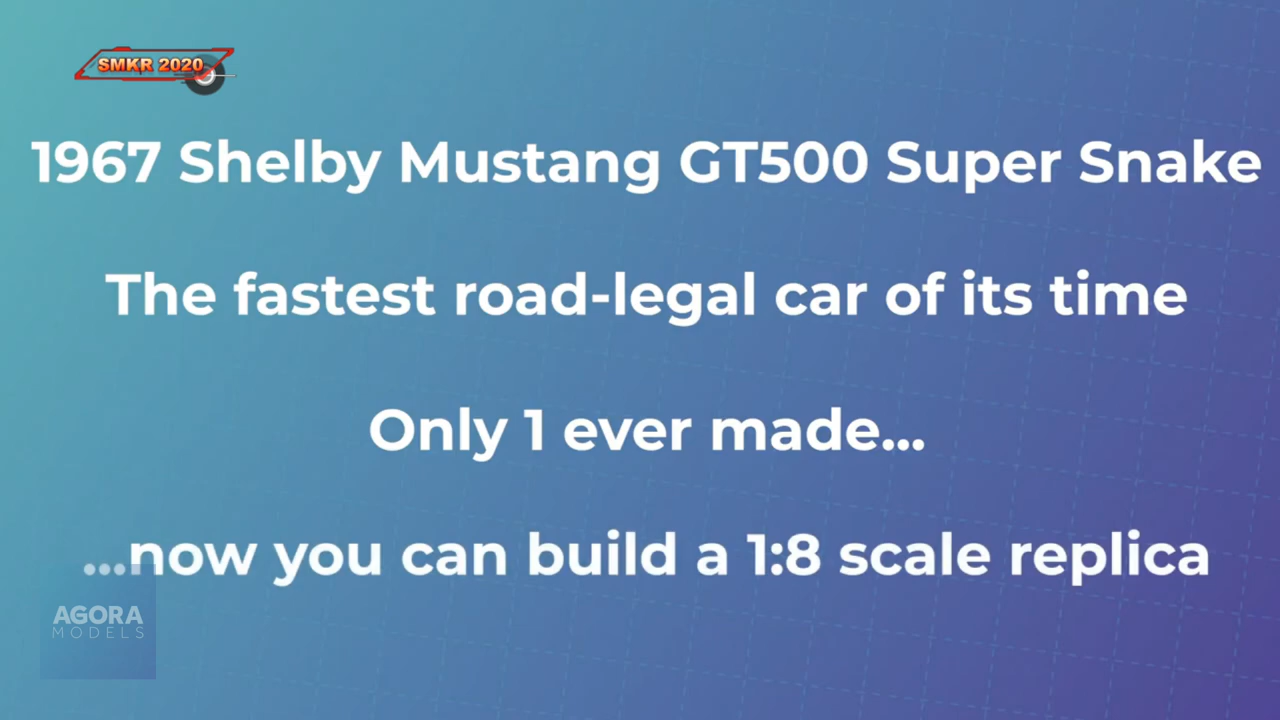 SMKR 2020
1967 Shelby Mustang GT500 Super Snake
The fastest road-legal car of its time
Only 1 ever made...
...now you can build a 1:8 scale replica
AGORA
MODELS